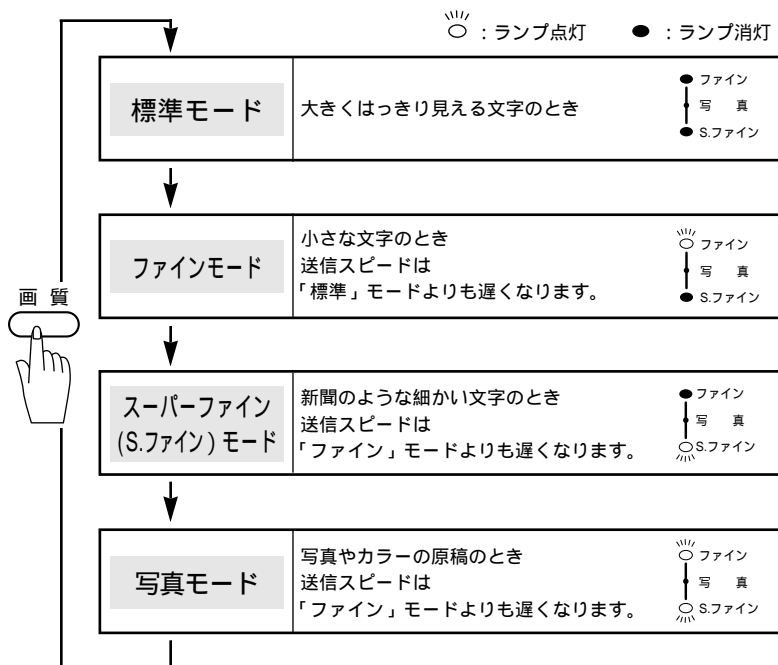 ：ランプ点灯　：ランプ消灯
標準モード
大きくはっきり見える文字のとき
ファイン
写　真
S.ファイン
ファインモード
小さな文字のとき
送信スピードは
「標準」モードよりも遅くなります。
ファイン
写　真
S.ファイン
画 質
スーパーファイン
(S.ファイン) モード
新聞のような細かい文字のとき
送信スピードは
「ファイン」モードよりも遅くなります。
ファイン
写　真
S.ファイン
写真モード
写真やカラーの原稿のとき
送信スピードは
「ファイン」モードよりも遅くなります。
ファイン
写　真
S.ファイン